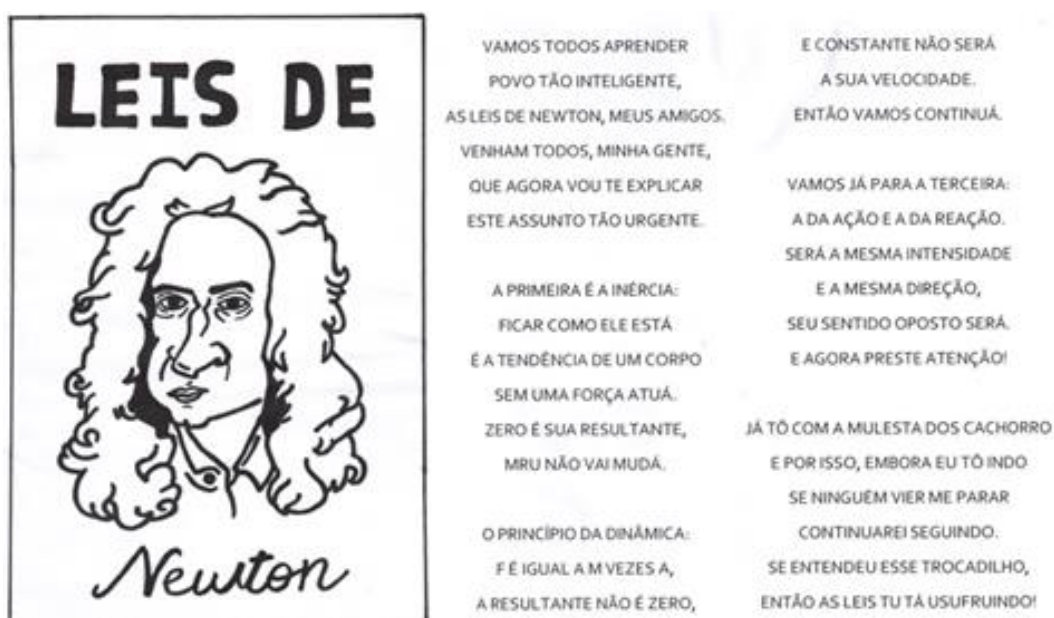 LEIS DE
Newton
VAMOS TODOS APRENDER
POVO TÃO INTELIGENTE,
AS LEIS DE NEWTON, MEUS AMIGOS.
VENHAM TODOS, MINHA GENTE,
QUE AGORA VOU TE EXPLICAR
ESTE ASSUNTO TÃO URGENTE.
A PRIMEIRA É A INÉRCIA:
FICAR COMO ELE ESTÁ
É A TENDÊNCIA DE UM CORPO
SEM UMA FORÇA ATUÁ.
ZERO É SUA RESULTANTE,
MRU NÃO VAI MUDÁ.
O PRINCÍPIO DA DINÂMICA:
F É IGUAL A M VEZES A,
A RESULTANTE NÃO É ZERO,
E CONSTANTE NÃO SERÁ
A SUA VELOCIDADE.
ENTÃO VAMOS CONTINUÁ.
VAMOS JÁ PARA A TERCEIRA:
A DA AÇÃO E A DA REAÇÃO.
SERÁ A MESMA INTENSIDADE
E A MESMA DIREÇÃO,
SEU SENTIDO OPOSTO SERÁ.
E AGORA PRESTE ATENÇÃO!
JÁ TÔ COM A MULESTA DOS CACHORRO
E POR ISSO, EMBORA EU TÔ INDO
SE NINGUÉM VIER ME PARAR
CONTINUAREI SEGUINDO.
SE ENTENDEU ESSE TROCADILHO,
ENTÃO AS LEIS TU TÁ USUFRUINDO!